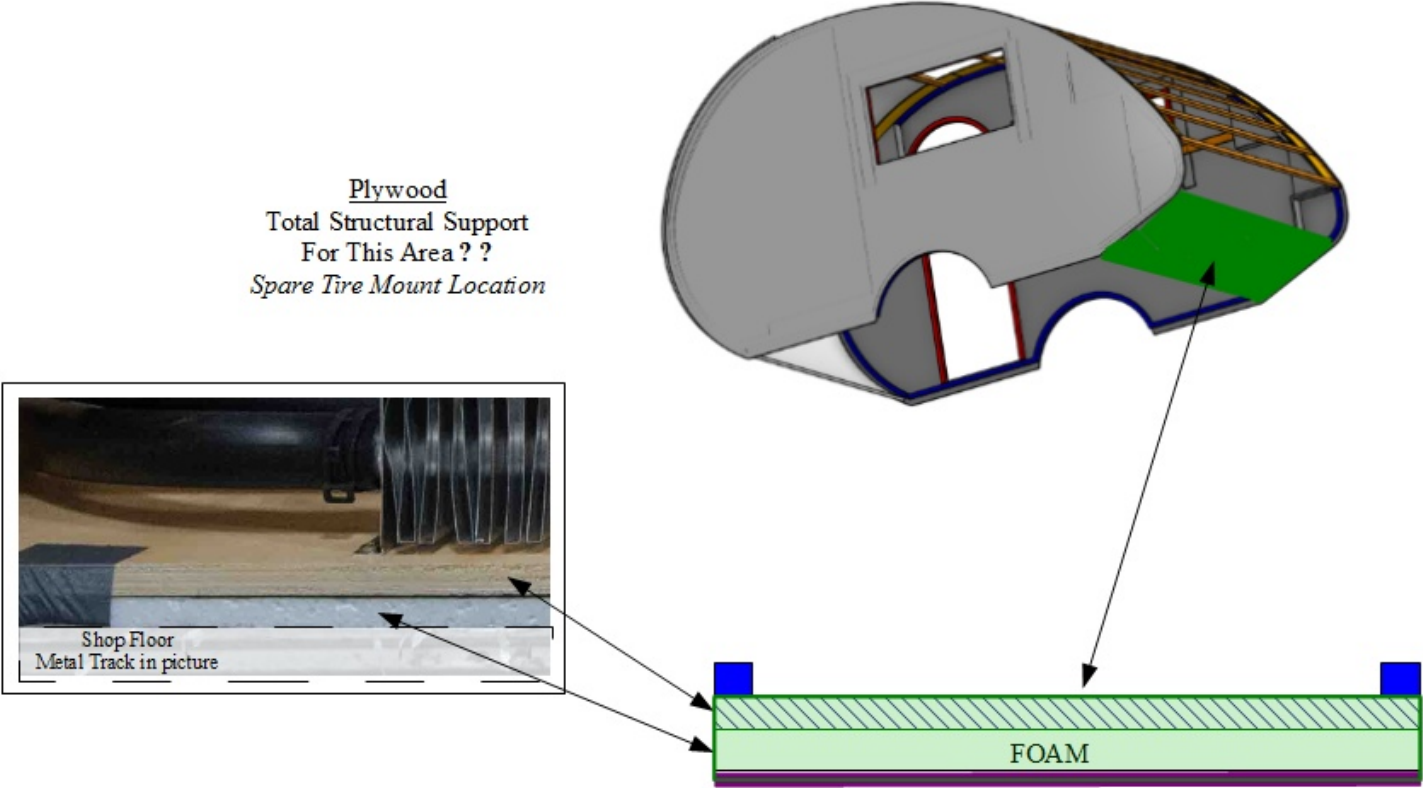 Plywood
Total Structural Support
For This Area ? ?
Spare Tire Mount Location
Shop Floor
Metal Track in picture
FOAM